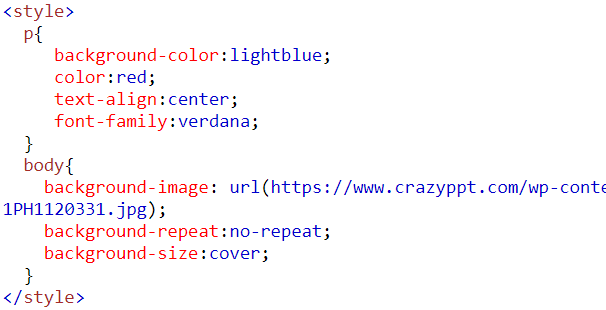 <style>
p{
background-color:lightblue;
color:red;
text-align:center;
font-family:verdana;
}
body{
background-image: url(https://www.crazyppt.com/wp-conte
1PH1120331.jpg);
background-repeat:no-repeat;
background-size:cover;
}
</style>